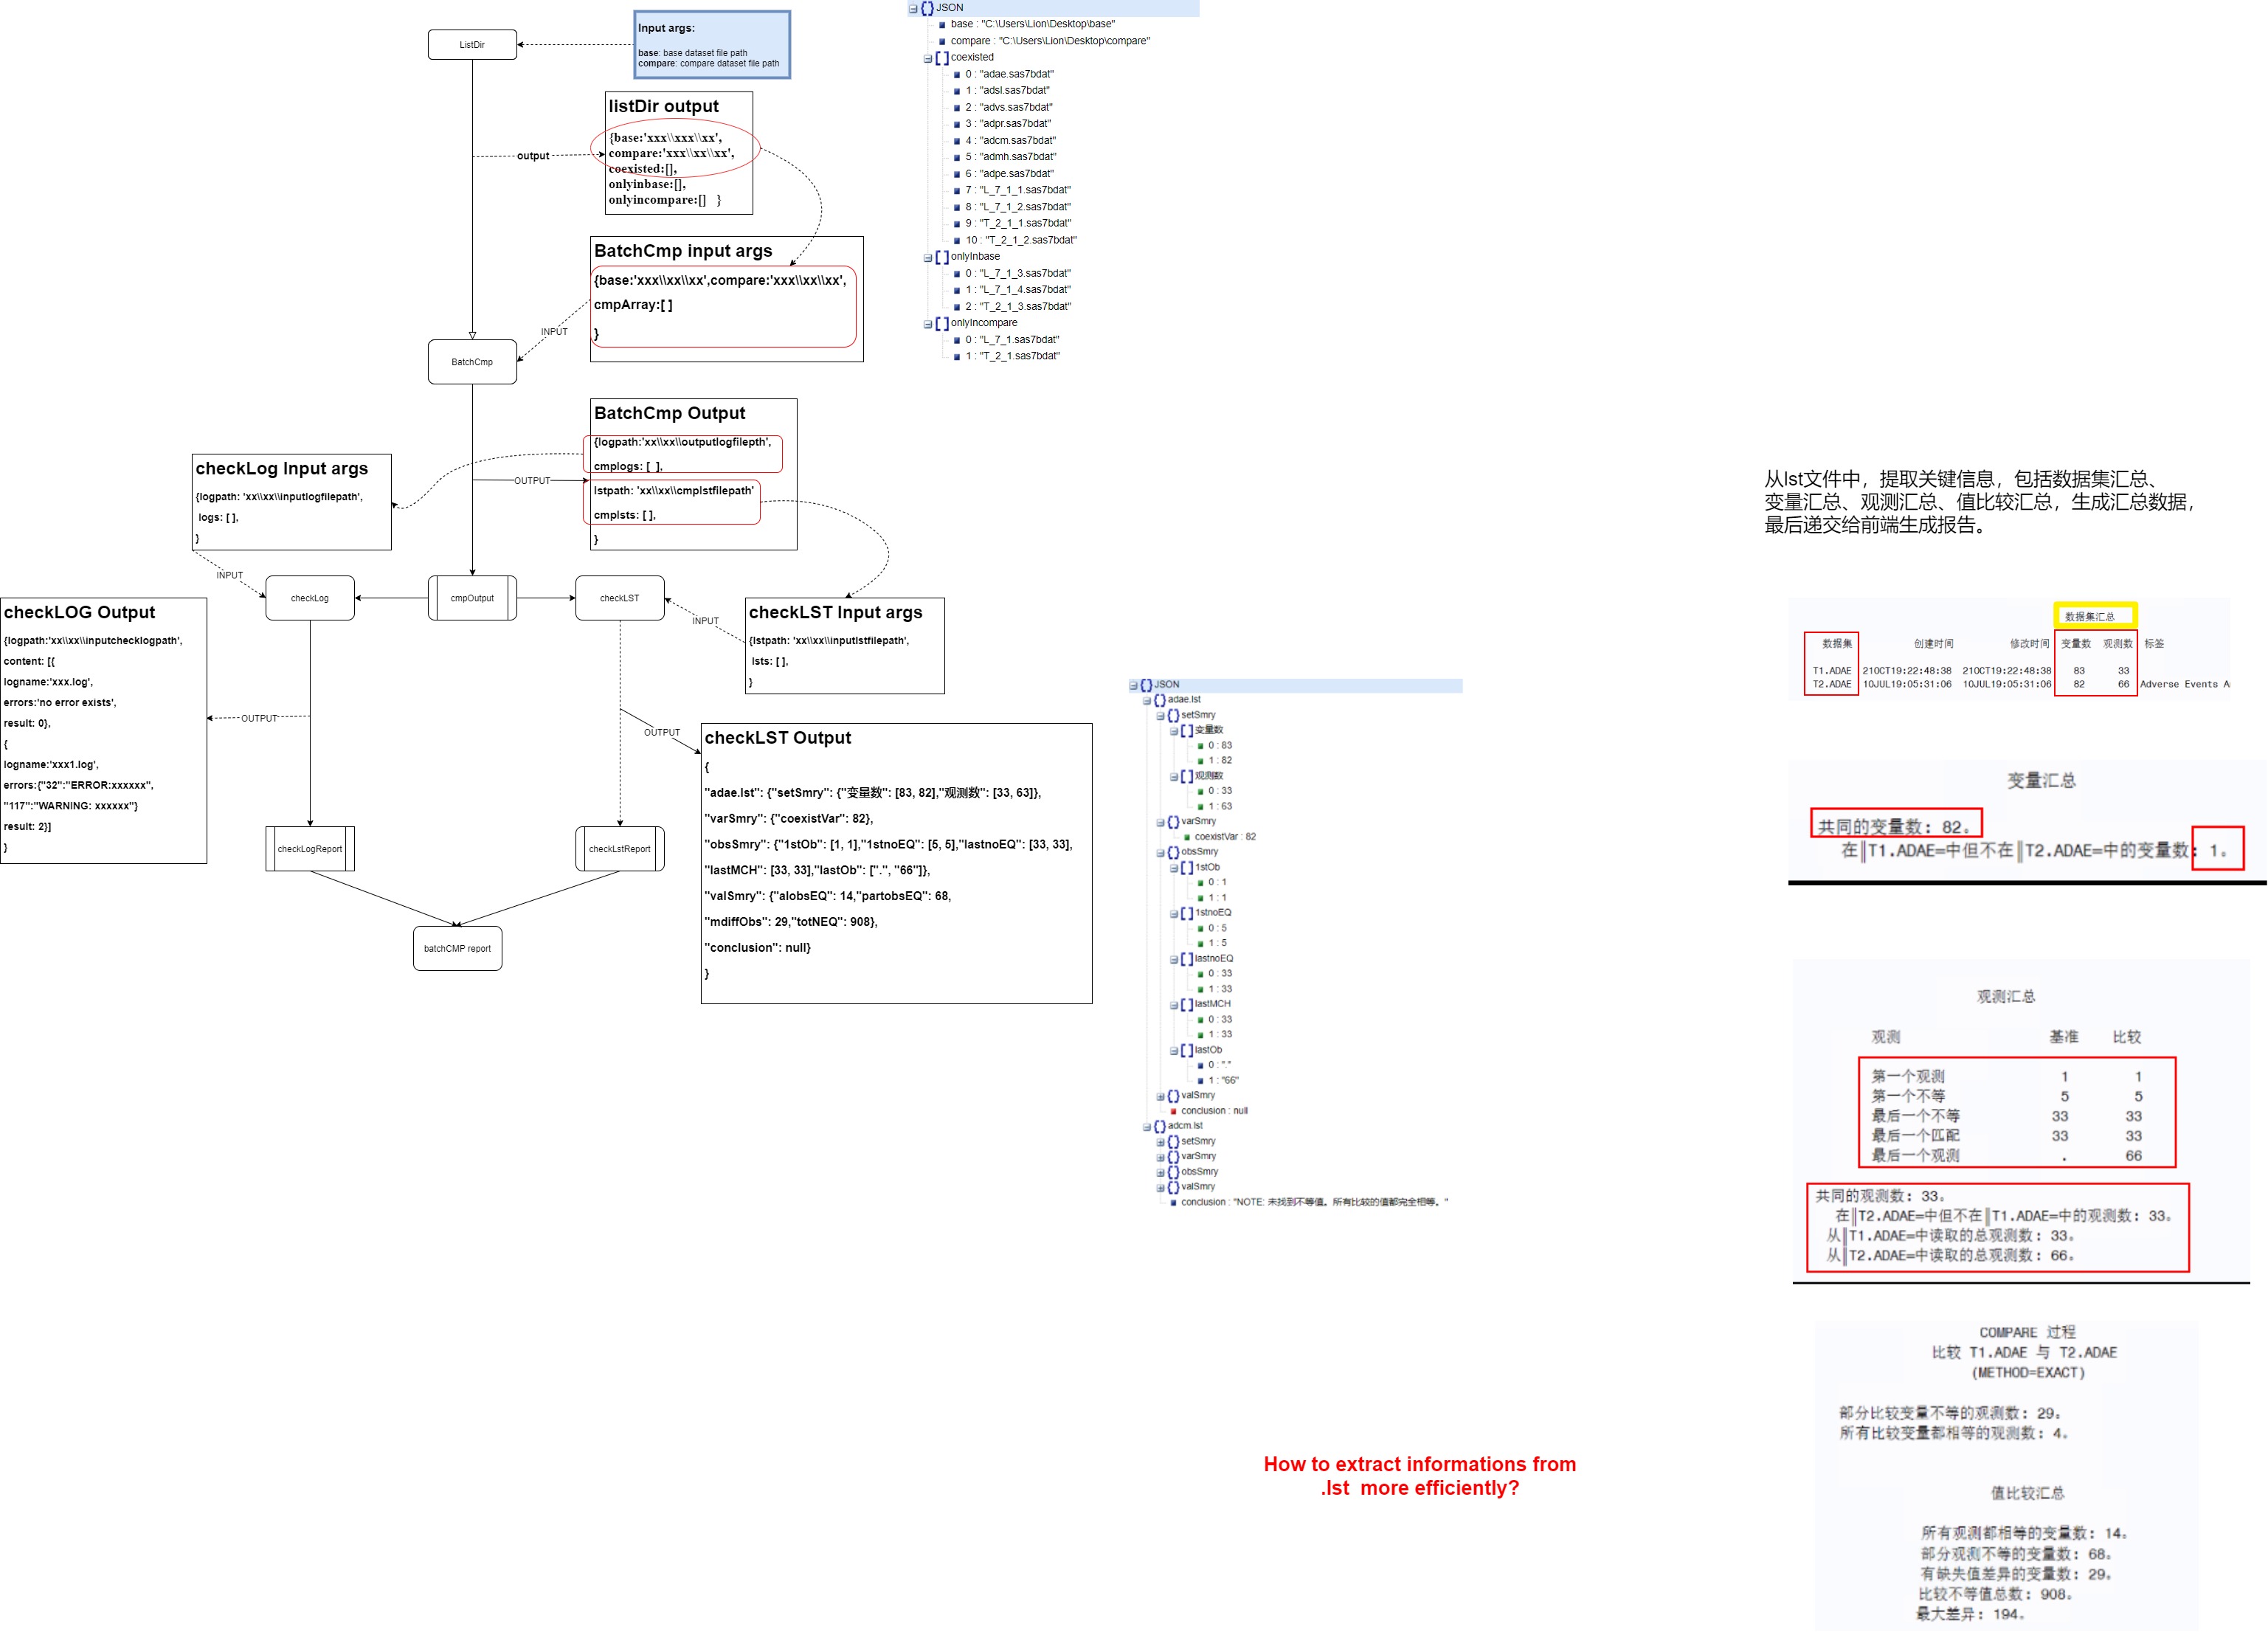 ListDir
Input args:
base: base dataset file path
compare: compare dataset file path
listDir output
{base:'xxx\\xxx\\xx',
compare:'xxx\\xx\\xx',
coexisted:[],
onlyinbase:[],
onlyincompare:[] }
output
BatchCmp input args
{base:'xxx\\xx\\xx',compare:'xxx\\xx\\xx',
cmpArray:[ ]
}
INPUT
BatchCmp
BatchCmp Output
{logpath:'xx\\xx\\outputlogfilepth',
cmplogs: [ ],
lstpath: 'xx\\xx\\cmplstfilepath'
cmplsts: [ ],
}
OUTPUT
checkLog Input args
{logpath: 'xx\\xx\\inputlogfilepath',
logs: [ ],
}
INPUT
checkLog
cmpOutput
checkLST
INPUT
checkLST Input args
{lstpath: 'xx\\xx\\inputlstfilepath',
lsts: [ ],
}
checkLOG Output
{logpath:'xx\\xx\\inputchecklogpath',
content: [{
logname:'xxx.log',
errors:'no error exists',
result: 0},
{
logname:'xxx1.log',
errors:{"32":"ERROR:xxxxxx",
"117":"WARNING: xxxxxx"}
result: 2}]
}
OUTPUT
OUTPUT
checkLST Output
{
"adae.lst": {"setSmry": {"变量数": [83, 82],"观测数": [33, 63]},
"varSmry": {"coexistVar": 82},
"obsSmry": {"1stOb": [1, 1],"1stnoEQ": [5, 5],"lastnoEQ": [33, 33],
"lastMCH": [33, 33],"lastOb": [".", "66"]},
"valSmry": {"alobsEQ": 14,"partobsEQ": 68,
"mdiffObs": 29,"totNEQ": 908},
"conclusion": null}
}
checkLogReport
checkLstReport
batchCMP report
JSON
base : "C:\Users\Lion\Desktop\base"
compare : "C:\Users\Lion\Desktop\compare"
coexisted
0 : "adae.sas7bdat"
1 : "adsl.sas7bdat"
2 : "advs.sas7bdat"
3 : "adpr.sas7bdat"
4 : "adcm.sas7bdat"
5 : "admh.sas7bdat"
6 : "adpe.sas7bdat"
7 : "L_7_1_1.sas7bdat"
8 : "L_7_1_2.sas7bdat"
9 : "T_2_1_1.sas7bdat"
10 : "T_2_1_2.sas7bdat"
onlyInbase
0 : "L_7_1_3.sas7bdat"
1 : "L_7_1_4.sas7bdat"
2 : "T_2_1_3.sas7bdat"
onlyIncompare
0 : "L_7_1.sas7bdat"
1 : "T_2_1.sas7bdat"
JSON
adae.lst
setSmry
变量数
0 : 83
1 : 82
观测数
0 : 33
1 : 63
varSmry
coexistVar : 82
obsSmry
1stOb
0 : 1
1 : 1
1stnoEQ
0 : 5
1 : 5
lastnoEQ
0 : 33
1 : 33
lastMCH
0 : 33
1 : 33
lastOb
0 : "."
1 : "66"
valSmry
conclusion : null
adcm.lst
setSmry
varSmry
obsSmry
valSmry
conclusion : "NOTE: 未找到不等值。所有比较的值都完全相等。"
How to extract informations from
.lst more efficiently?
从lst文件中，提取关键信息，包括数据集汇总、
变量汇总、观测汇总、值比较汇总，生成汇总数据，
最后递交给前端生成报告。
数据集汇总
数据集 创建时间 修改时间 变量数 观测数 标签
T1.ADAE 21OCT19:22:48:38 21OCT19:22:48:38 83 33
T2.ADAE 10JUL19:05:31:06 10JUL19:05:31:06 82 66 Adverse Events A
变量汇总
共同的变量数: 82。
在║T1.ADAE=中但不在║T2.ADAE=中的变量数: 1。
观测汇总
观测 基准 比较
第一个观测 1 1
第一个不等 5 5
最后一个不等 33 33
最后一个匹配 33 33
最后一个观测 . 66
共同的观测数: 33。
在║T2.ADAE=中但不在║T1.ADAE=中的观测数: 33。
从║T1.ADAE=中读取的总观测数: 33。
从║T2.ADAE=中读取的总观测数: 66。
COMPARE 过程
比较 T1.ADAE 与 T2.ADAE
(METHOD=EXACT)
部分比较变量不等的观测数: 29。
所有比较变量都相等的观测数: 4。
值比较汇总
所有观测都相等的变量数: 14。
部分观测不等的变量数: 68。
有缺失值差异的变量数: 29。
比较不等值总数: 908。
最大差异: 194。